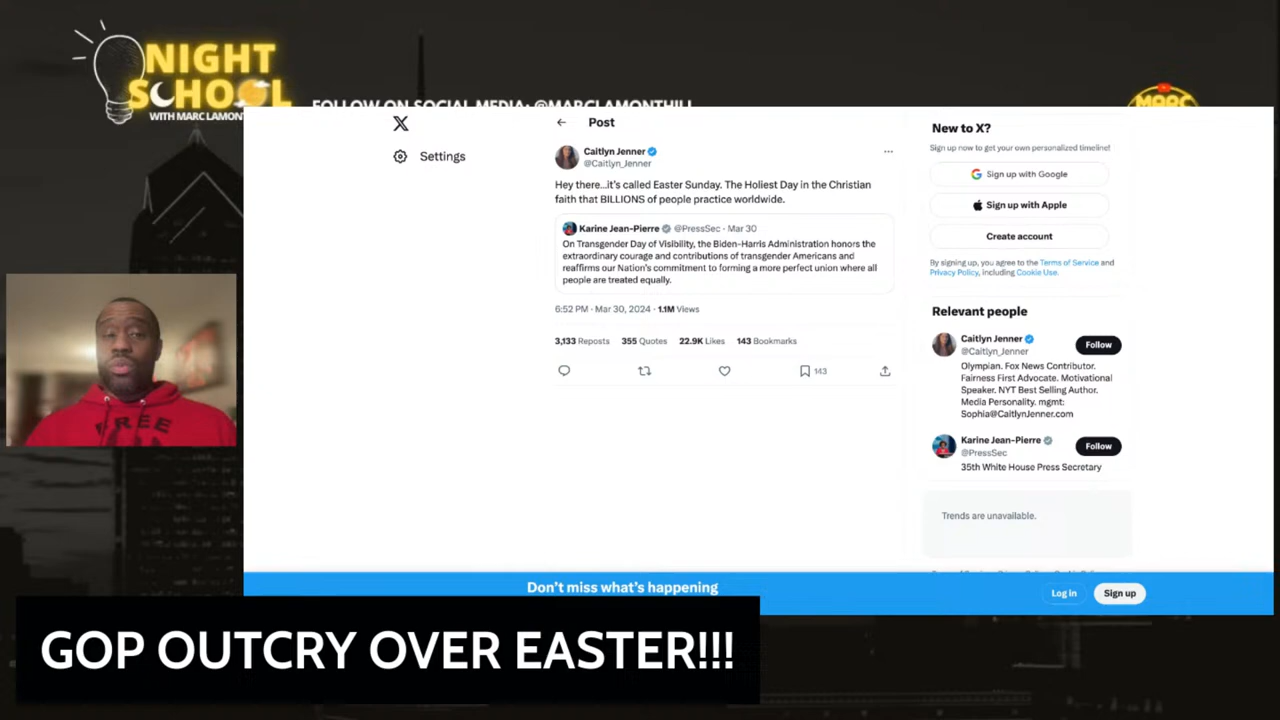 NIGHT
SCHOOL
WITH MARC LAMONT
FOLLOW ON SOCIAL MEDIA: @MARCLAMONTHILL
MARC
FREE
Settings
Post
Caitlyn Jenner
@Caitlyn_Jenner
Hey there...it's called Easter Sunday. The Holiest Day in the Christian
faith that BILLIONS of people practice worldwide.
Karine Jean-Pierre @PressSec · Mar 30
On Transgender Day of Visibility, the Biden-Harris Administration honors the
extraordinary courage and contributions of transgender Americans and
reaffirms our Nation's commitment to forming a more perfect union where all
people are treated equally.
6:52 PM · Mar 30, 2024 · 1.1M Views
3,133 Reposts 355 Quotes 22.9K Likes 143 Bookmarks
143
New to X?
Sign up now to get your own personalized timeline!
Sign up with Google
Sign up with Apple
Create account
By signing up, you agree to the Terms of Service and
Privacy Policy, including Cookie Use.
Relevant people
Caitlyn Jenner
@Caitlyn_Jenner
Follow
Olympian. Fox News Contributor.
Fairness First Advocate. Motivational
Speaker. NYT Best Selling Author.
Media Personality. mgmt:
Sophia@CaitlynJenner.com
Karine Jean-Pierre
@PressSec
Follow
35th White House Press Secretary
Trends are unavailable.
Don't miss what's happening
Log in
Sign up
GOP OUTCRY OVER EASTER!!!